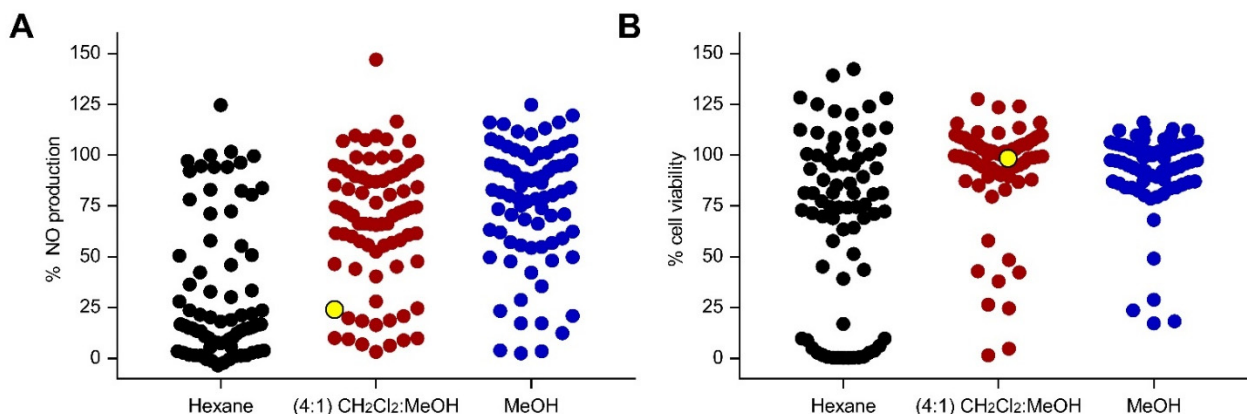 A
B
% NO production
150
125
100
75
50
25
0
Hexane
(4:1) CH₂Cl₂:MeOH
MeOH
% cell viability
150
125
100
75
50
25
0
Hexane
(4:1) CH₂Cl₂:MeOH
MeOH